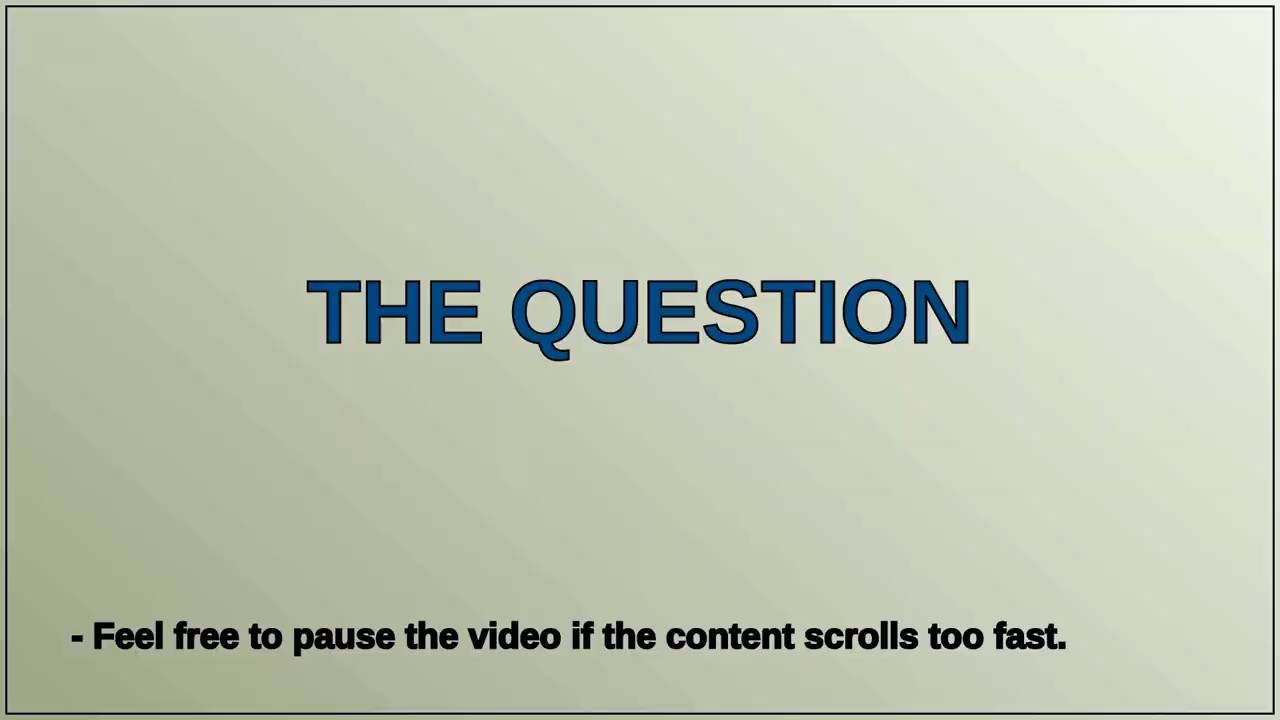 THE QUESTION
- Feel free to pause the video if the content scrolls too fast.